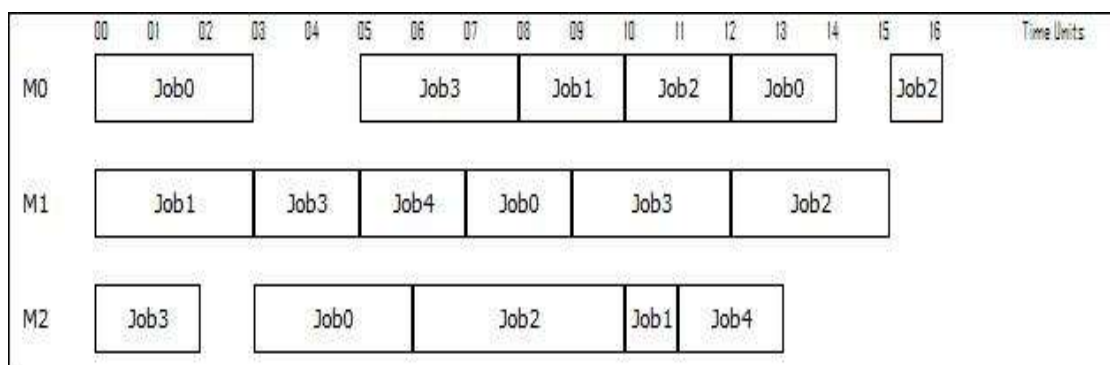 00 01 02 03 04 05 06 07 08 09 10 11 12 13 14 15 16 Time Units
M0 Job0 Job3 Job1 Job2 Job0 Job2
M1 Job1 Job3 Job4 Job0 Job3 Job2
M2 Job3 Job0 Job2 Job1 Job4